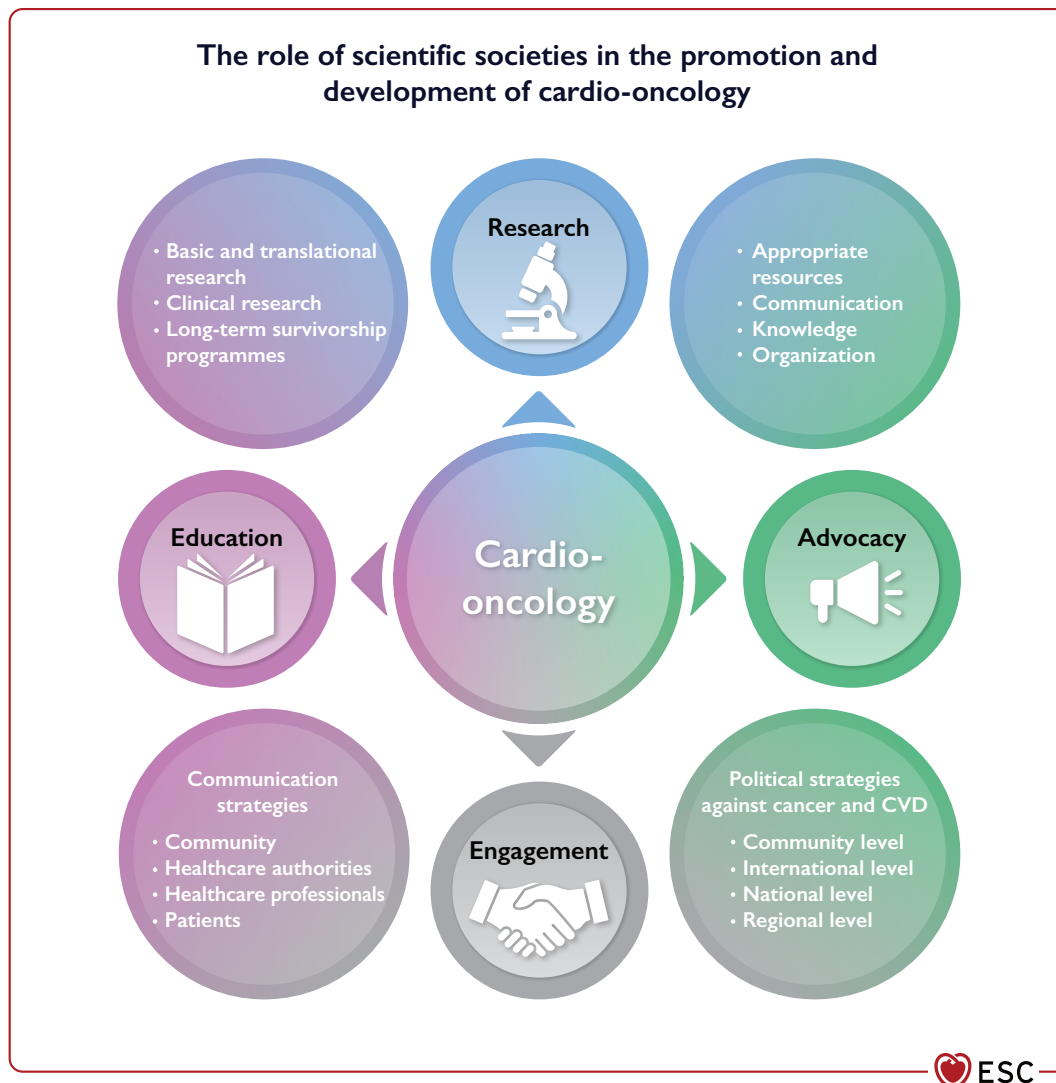 The role of scientific societies in the promotion and
development of cardio-oncology
• Basic and translational
research
• Clinical research
• Long-term survivorship
programmes
Research
• Appropriate
resources
• Communication
• Knowledge
• Organization
Education
Cardio-
oncology
Advocacy
Communication
strategies
• Community
• Healthcare authorities
• Healthcare professionals
• Patients
Engagement
Political strategies
against cancer and CVD
• Community level
• International level
• National level
• Regional level
ESC